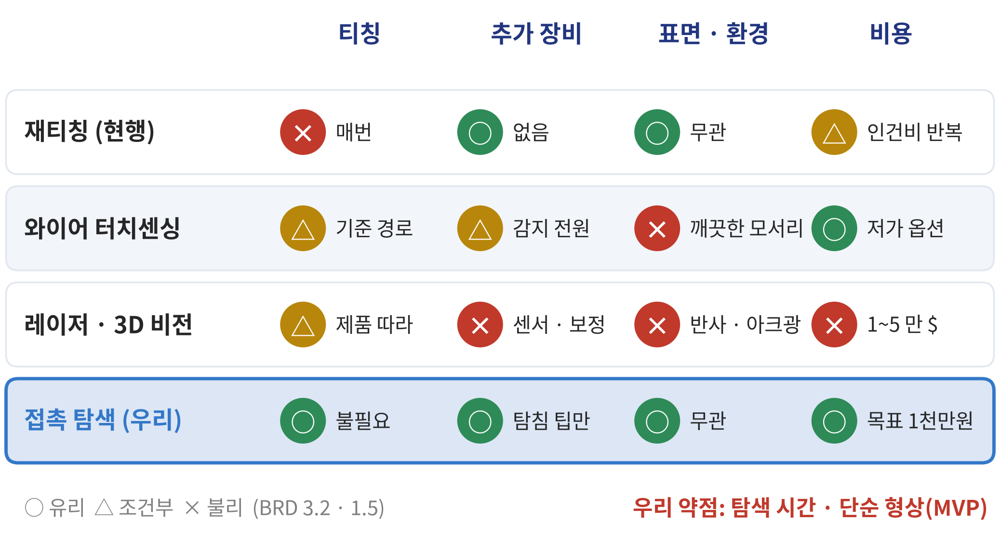 티칭 추가 장비 표면 · 환경 비용
재티칭 (현행) × 매번 ○ 없음 ○ 무관 △ 인건비 반복
와이어 터치센싱 △ 기준 경로 △ 감지 전원 × 깨끗한 모서리 ○ 저가 옵션
레이저 · 3D 비전 △ 제품 따라 × 센서 · 보정 × 반사 · 아크광 × 1~5 만 $
접촉 탐색 (우리) ○ 불필요 ○ 탐침 팁만 ○ 무관 ○ 목표 1천만원
○ 유리 △ 조건부 × 불리 (BRD 3.2 · 1.5) 우리 약점: 탐색 시간 · 단순 형상(MVP)